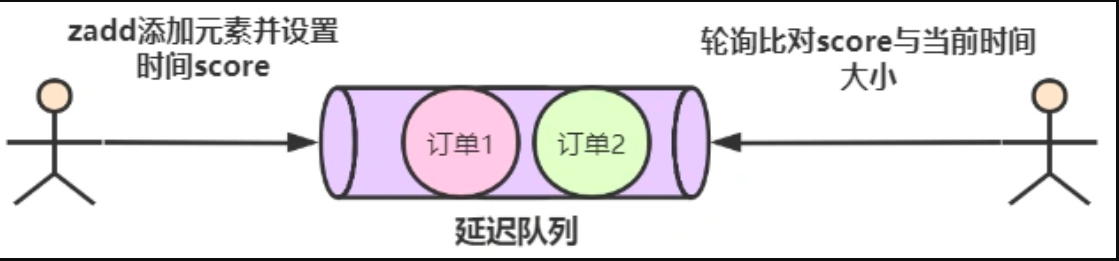 zadd添加元素并设置
时间score
轮询比对score与当前时间
大小
订单1
订单2
延迟队列